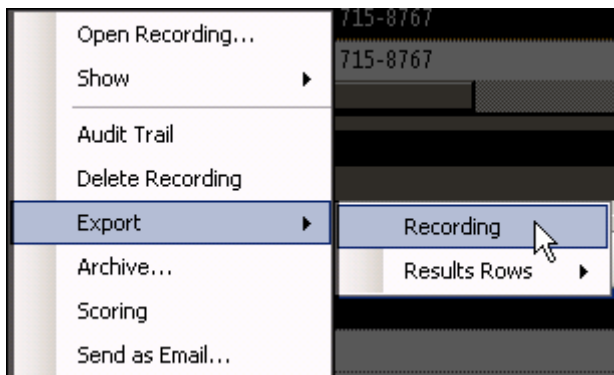 715-8767
Open Recording...
715-8767
Show
Audit Trail
Delete Recording
Export
Recording
Archive...
Results Rows
Scoring
Send as Email...